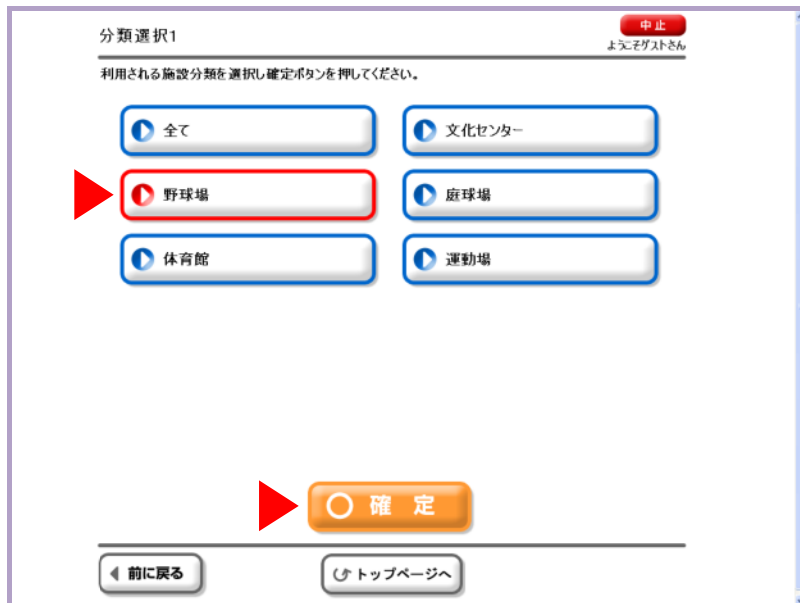 分類選択1
中止
ようこそゲストさん
利用される施設分類を選択し確定ボタンを押してください。
全て
文化センター
野球場
庭球場
体育館
運動場
確 定
前に戻る
トップページへ